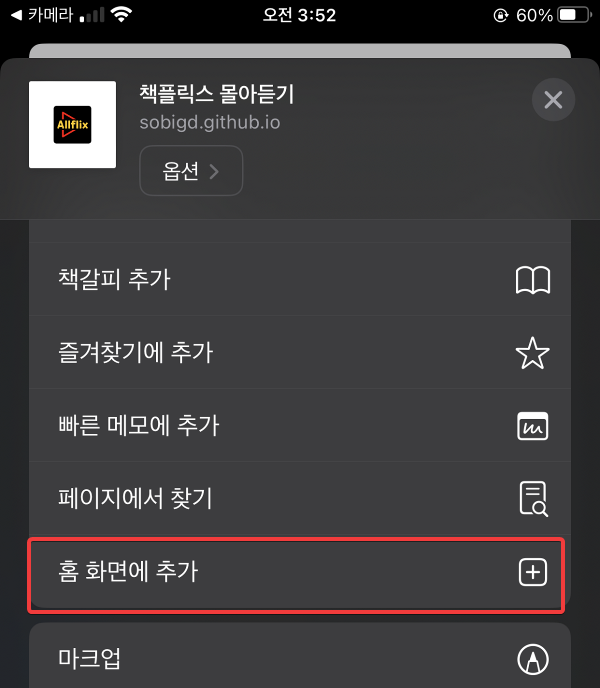 ◀ 카메라
오전 3:52
60%
Allflix
책플릭스 몰아듣기
sobigd.github.io
옵션 >
책갈피 추가
즐겨찾기에 추가
빠른 메모에 추가
페이지에서 찾기
홈 화면에 추가
마크업